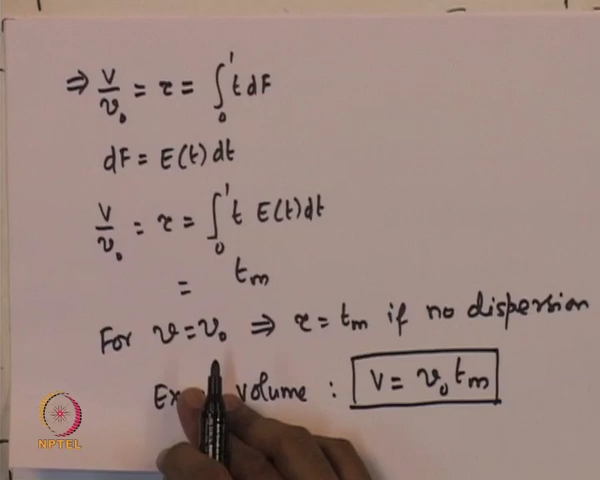 ⇒ V/v₀ = τ = ∫₀¹ t dF
dF = E(t) dt
V/v₀ = τ = ∫₀¹ t E(t) dt
= tm
For v = v₀ ⇒ τ = tm if no dispersion
volume : V = v₀ tm
NPTEL